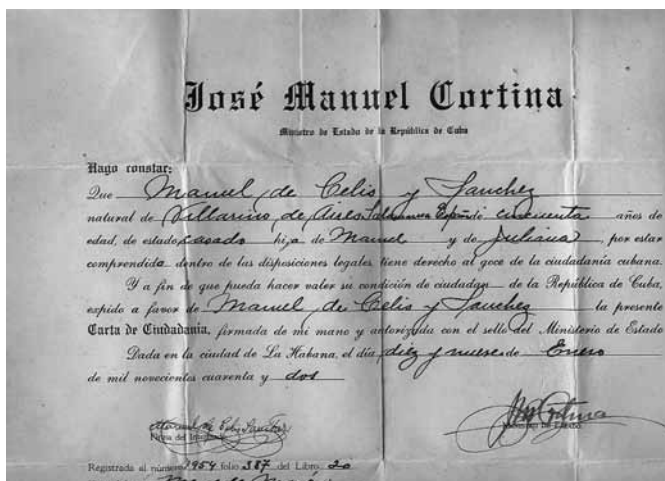 José Manuel Cortina
Ministro de Estado de la República de Cuba
Hago constar:
Que Manuel de Celis y Sanchez
natural de Villarino de Aires Salamanca España de cincuenta años de
edad, de estado casado hijo de Manuel y de Juliana, por estar
comprendido dentro de las disposiciones legales, tiene derecho al goce de la ciudadanía cubana.
Y a fin de que pueda hacer valer su condición de ciudadano de la República de Cuba,
expido a favor de Manuel de Celis y Sanchez la presente
Carta de Ciudadanía, firmada de mi mano y autorizada con el sello del Ministerio de Estado
Dada en la ciudad de La Habana, el día diez y nueve de Enero
de mil novecientos cuarenta y dos
Manuel de Celis Sanchez
Firma del Interesado
JMCortina
Ministro de Estado
Registrada al número 1954 folio 387 del Libro 20